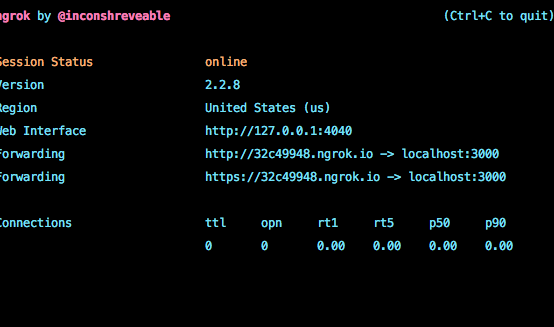 ngrok by @inconshreveable (Ctrl+C to quit)
Session Status online
Version 2.2.8
Region United States (us)
Web Interface http://127.0.0.1:4040
Forwarding http://32c49948.ngrok.io -> localhost:3000
Forwarding https://32c49948.ngrok.io -> localhost:3000
Connections ttl opn rt1 rt5 p50 p90
0 0 0.00 0.00 0.00 0.00